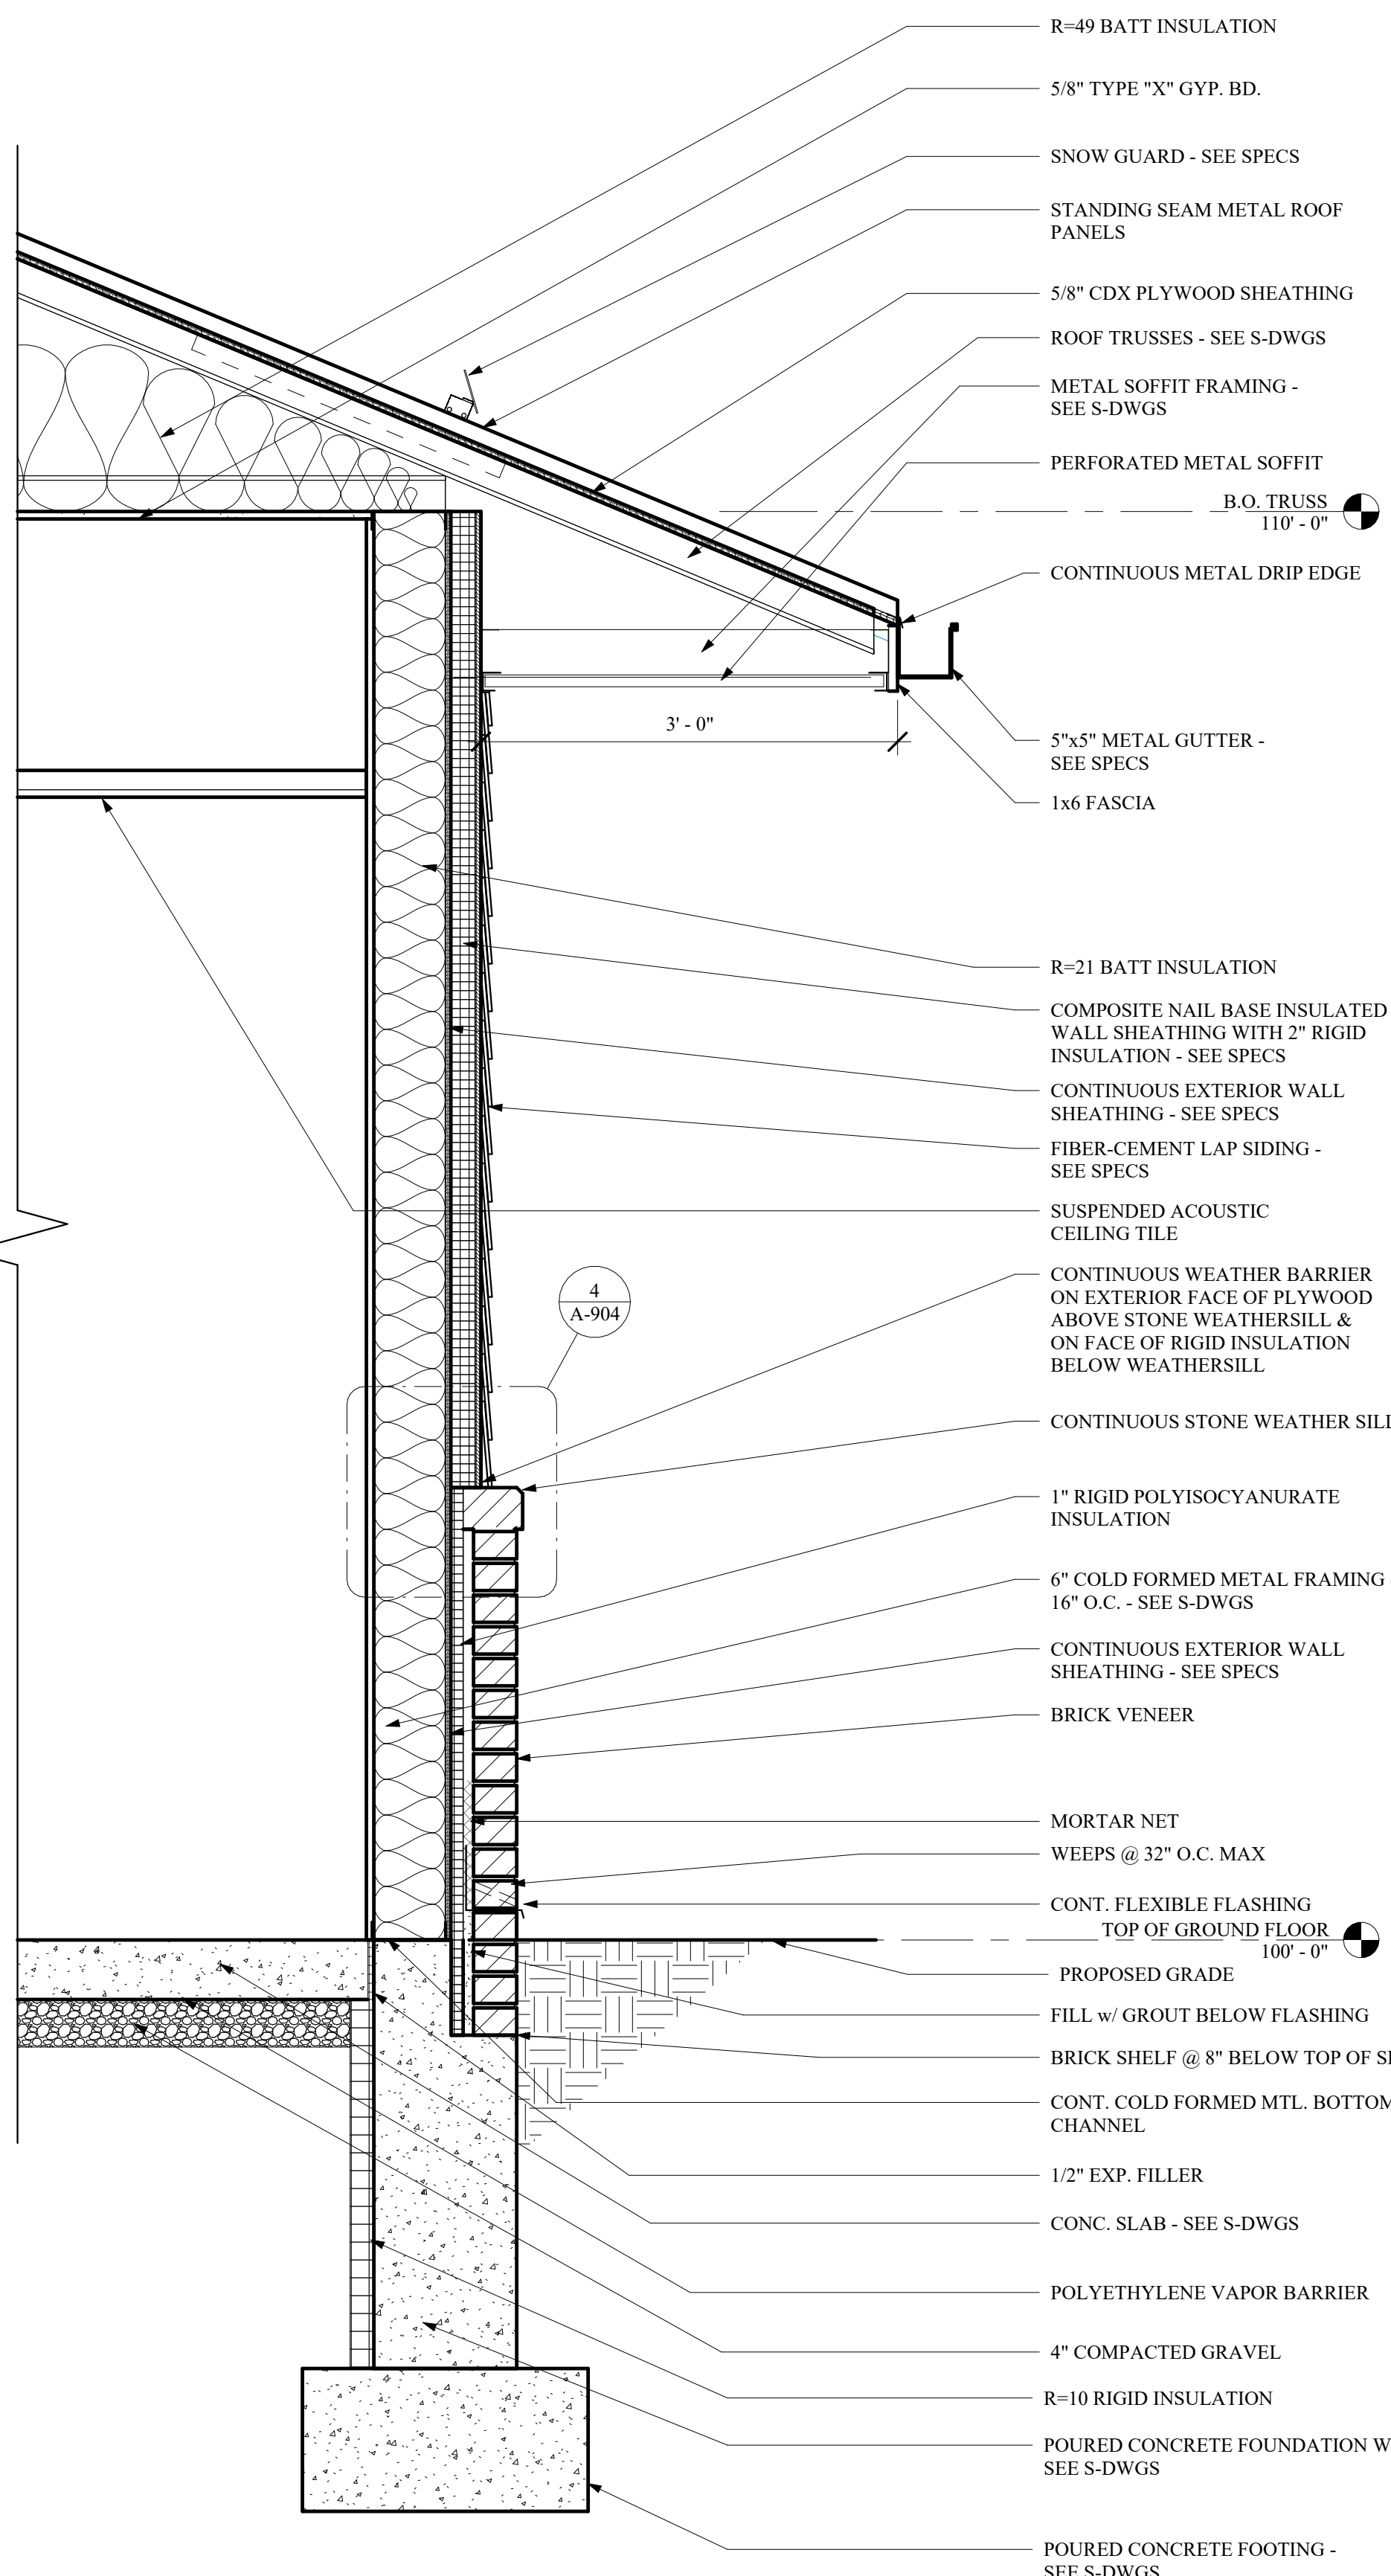 R=49 BATT INSULATION
5/8" TYPE "X" GYP. BD.
SNOW GUARD - SEE SPECS
STANDING SEAM METAL ROOF
PANELS
5/8" CDX PLYWOOD SHEATHING
ROOF TRUSSES - SEE S-DWGS
METAL SOFFIT FRAMING -
SEE S-DWGS
PERFORATED METAL SOFFIT
B.O. TRUSS
110' - 0"
CONTINUOUS METAL DRIP EDGE
3' - 0"
5"x5" METAL GUTTER -
SEE SPECS
1x6 FASCIA
R=21 BATT INSULATION
COMPOSITE NAIL BASE INSULATED
WALL SHEATHING WITH 2" RIGID
INSULATION - SEE SPECS
CONTINUOUS EXTERIOR WALL
SHEATHING - SEE SPECS
FIBER-CEMENT LAP SIDING -
SEE SPECS
SUSPENDED ACOUSTIC
CEILING TILE
4
A-904
CONTINUOUS WEATHER BARRIER
ON EXTERIOR FACE OF PLYWOOD
ABOVE STONE WEATHERSILL &
ON FACE OF RIGID INSULATION
BELOW WEATHERSILL
CONTINUOUS STONE WEATHER SILL
1" RIGID POLYISOCYANURATE
INSULATION
6" COLD FORMED METAL FRAMING
16" O.C. - SEE S-DWGS
CONTINUOUS EXTERIOR WALL
SHEATHING - SEE SPECS
BRICK VENEER
MORTAR NET
WEEPS @ 32" O.C. MAX
CONT. FLEXIBLE FLASHING
TOP OF GROUND FLOOR
100' - 0"
PROPOSED GRADE
FILL w/ GROUT BELOW FLASHING
BRICK SHELF @ 8" BELOW TOP OF
CONT. COLD FORMED MTL. BOTTOM
CHANNEL
1/2" EXP. FILLER
CONC. SLAB - SEE S-DWGS
POLYETHYLENE VAPOR BARRIER
4" COMPACTED GRAVEL
R=10 RIGID INSULATION
POURED CONCRETE FOUNDATION
SEE S-DWGS
POURED CONCRETE FOOTING -
SEE S-DWGS